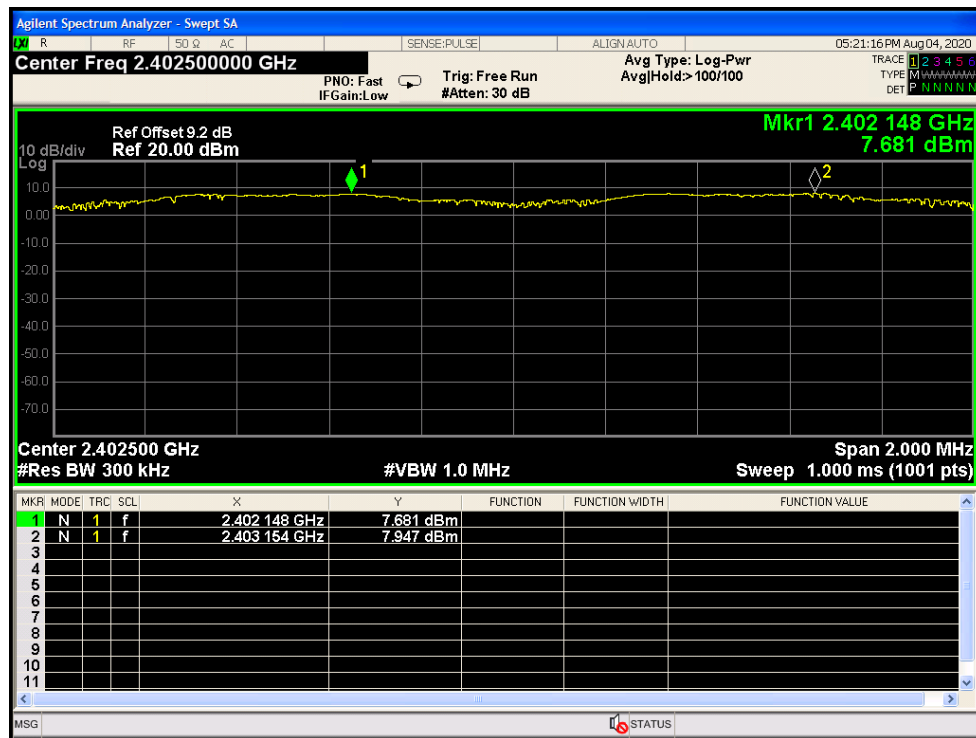 Agilent Spectrum Analyzer - Swept SA
LXI R RF 50 Ω AC SENSE:PULSE ALIGN AUTO 05:21:16 PM Aug 04, 2020
Center Freq 2.402500000 GHz
PNO: Fast
IFGain:Low
Trig: Free Run
#Atten: 30 dB
Avg Type: Log-Pwr
Avg|Hold:>100/100
TRACE 1 2 3 4 5 6
TYPE M WWWWW
DET P N N N N N
Mkr1 2.402 148 GHz
7.681 dBm
Ref Offset 9.2 dB
10 dB/div Ref 20.00 dBm
Log
1
2
10.0
0.00
-10.0
-20.0
-30.0
-40.0
-50.0
-60.0
-70.0
Center 2.402500 GHz Span 2.000 MHz
#Res BW 300 kHz #VBW 1.0 MHz Sweep 1.000 ms (1001 pts)
MKR MODE TRC SCL X Y FUNCTION FUNCTION WIDTH FUNCTION VALUE
1 N 1 f 2.402 148 GHz 7.681 dBm
2 N 1 f 2.403 154 GHz 7.947 dBm
3
4
5
6
7
8
9
10
11
MSG STATUS